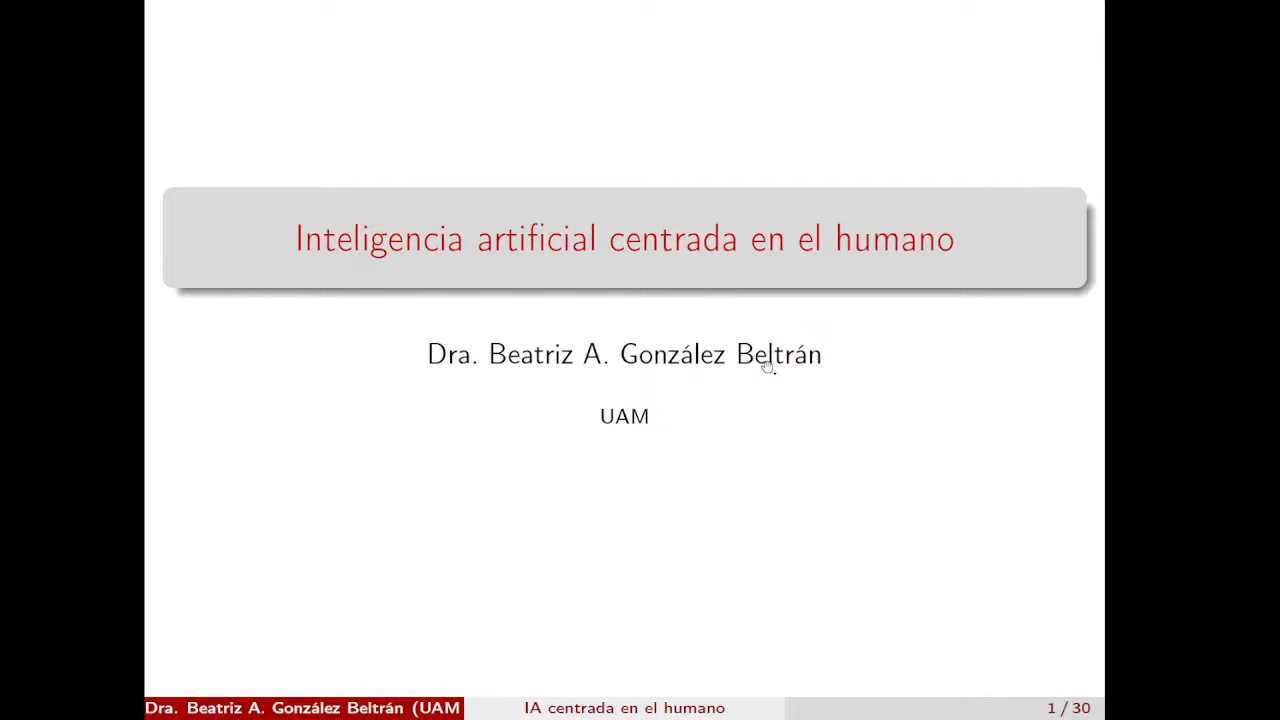 Inteligencia artificial centrada en el humano
Dra. Beatriz A. González Beltrán
UAM
Dra. Beatriz A. González Beltrán (UAM
IA centrada en el humano
1 / 30